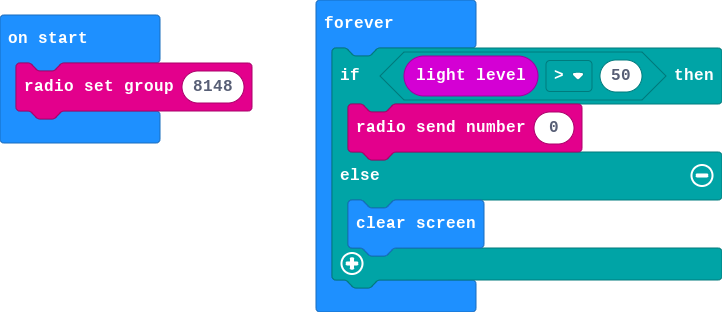 on start
radio set group 8148
forever
if light level > 50 then
radio send number 0
else
clear screen